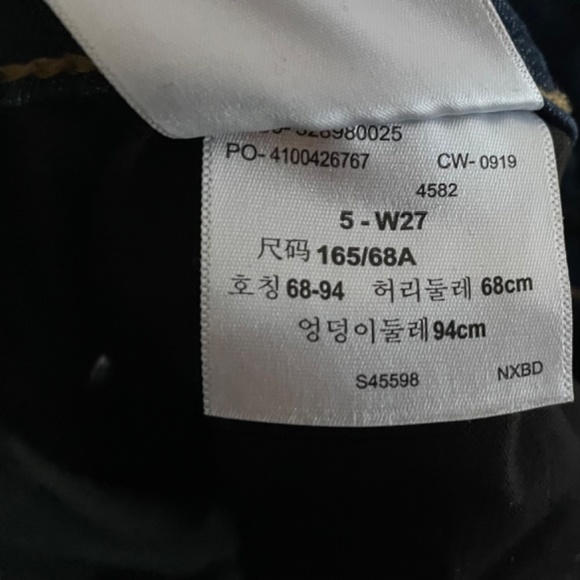 PO- 4100426767 CW- 0919
4582
5 - W27
尺码 165/68A
호칭 68-94 허리둘레 68cm
엉덩이둘레 94cm
S45598 NXBD